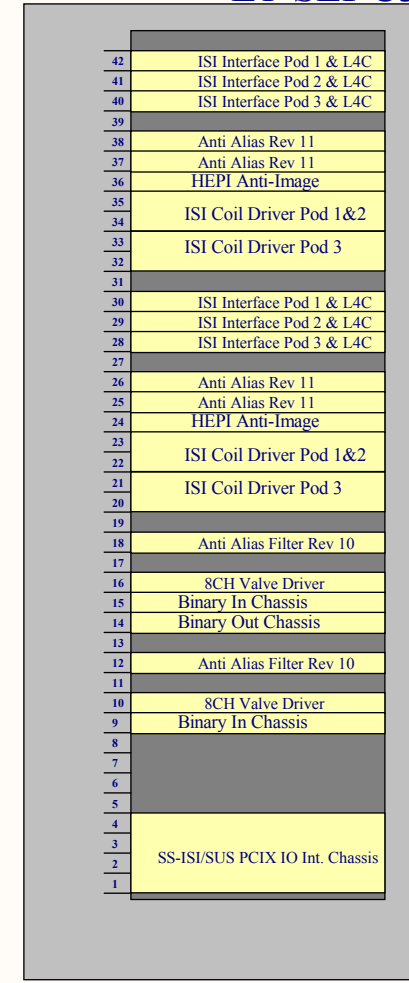 42 ISI Interface Pod 1 & L4C
41 ISI Interface Pod 2 & L4C
40 ISI Interface Pod 3 & L4C
39
38 Anti Alias Rev 11
37 Anti Alias Rev 11
36 HEPI Anti-Image
35
ISI Coil Driver Pod 1&2
34
33
ISI Coil Driver Pod 3
32
31
30 ISI Interface Pod 1 & L4C
29 ISI Interface Pod 2 & L4C
28 ISI Interface Pod 3 & L4C
27
26 Anti Alias Rev 11
25 Anti Alias Rev 11
24 HEPI Anti-Image
23
ISI Coil Driver Pod 1&2
22
21
ISI Coil Driver Pod 3
20
19
18 Anti Alias Filter Rev 10
17
16 8CH Valve Driver
15 Binary In Chassis
14 Binary Out Chassis
13
12 Anti Alias Filter Rev 10
11
10 8CH Valve Driver
9 Binary In Chassis
8
7
6
5
4
3
SS-ISI/SUS PCIX IO Int. Chassis
2
1